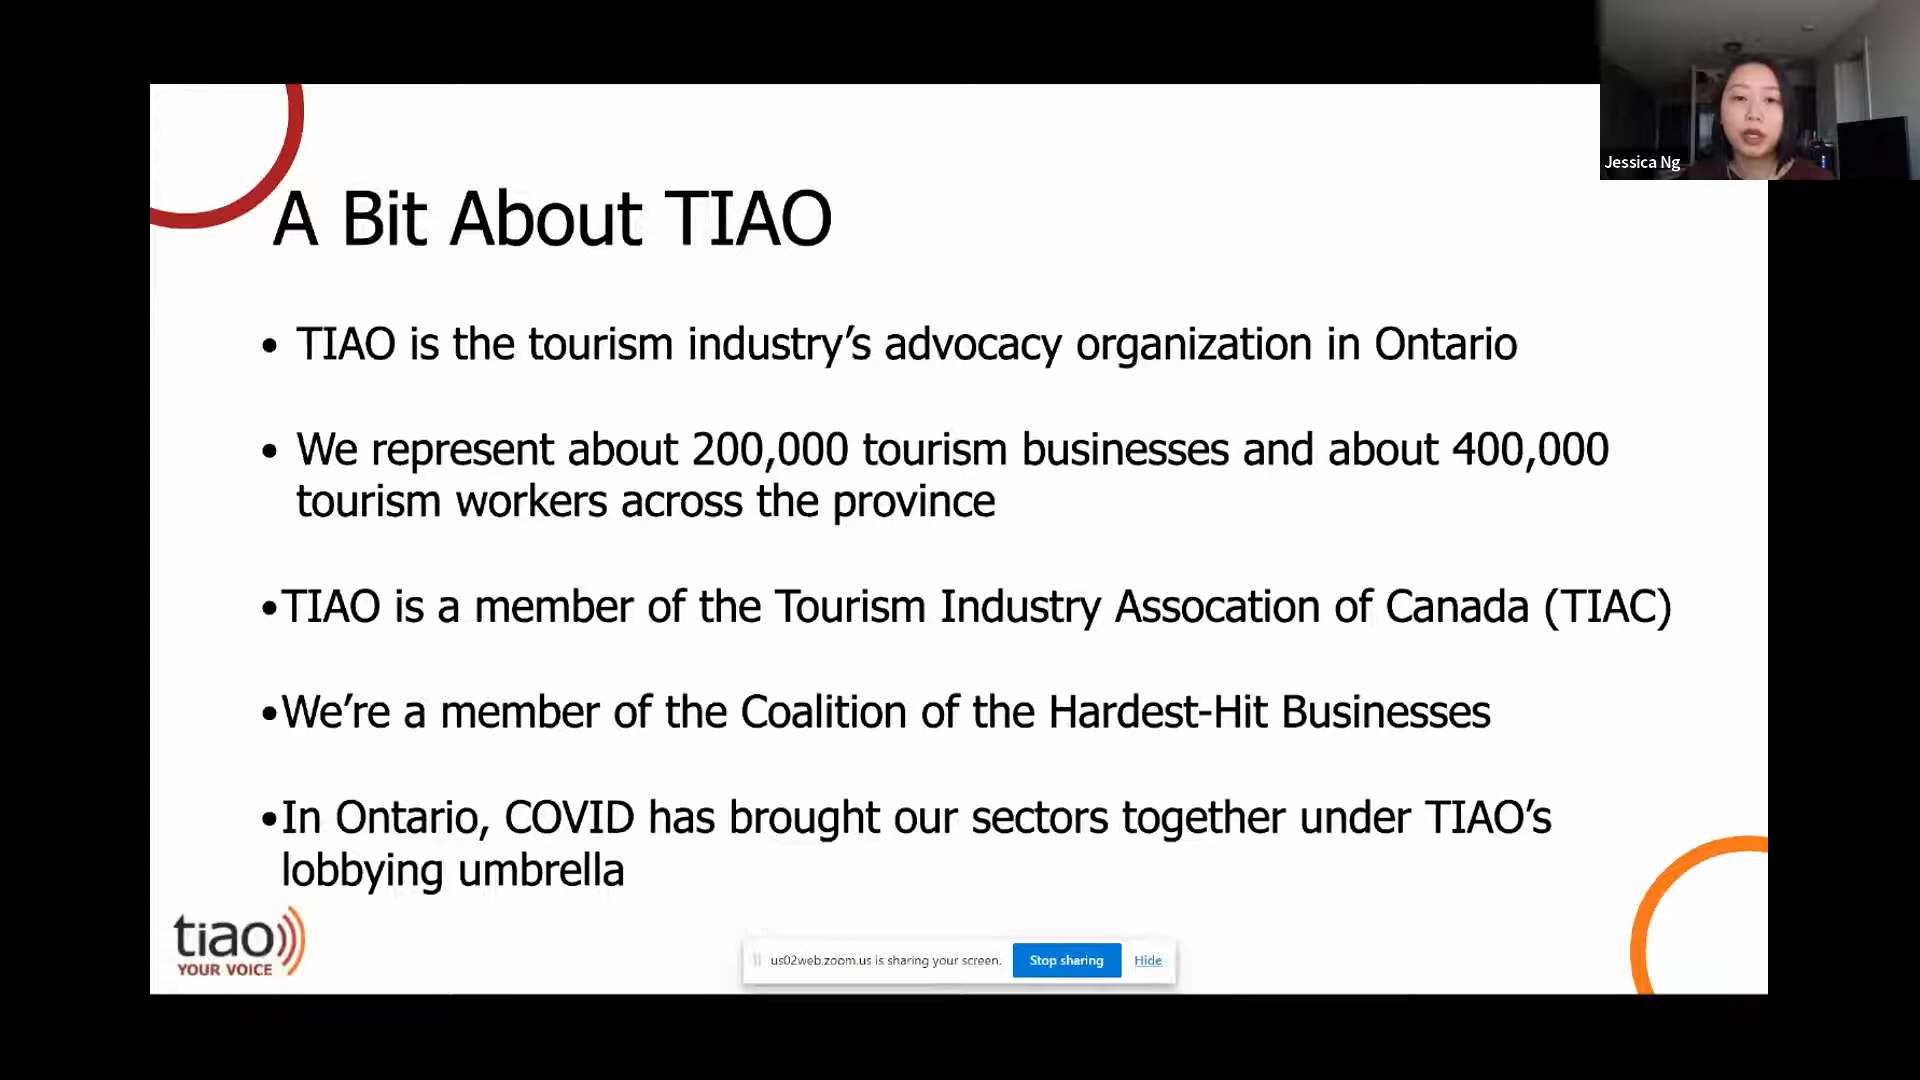 Jessica Ng
A Bit About TIAO
• TIAO is the tourism industry’s advocacy organization in Ontario
• We represent about 200,000 tourism businesses and about 400,000
tourism workers across the province
•TIAO is a member of the Tourism Industry Assocation of Canada (TIAC)
•We’re a member of the Coalition of the Hardest-Hit Businesses
•In Ontario, COVID has brought our sectors together under TIAO’s
lobbying umbrella
tiao
YOUR VOICE
us02web.zoom.us is sharing your screen. Stop sharing Hide